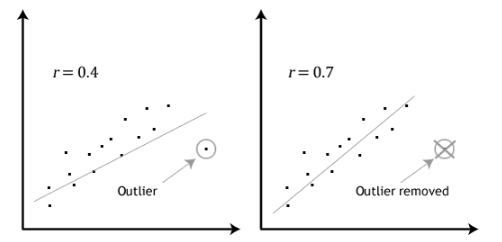 r = 0.4
Outlier
r = 0.7
Outlier removed